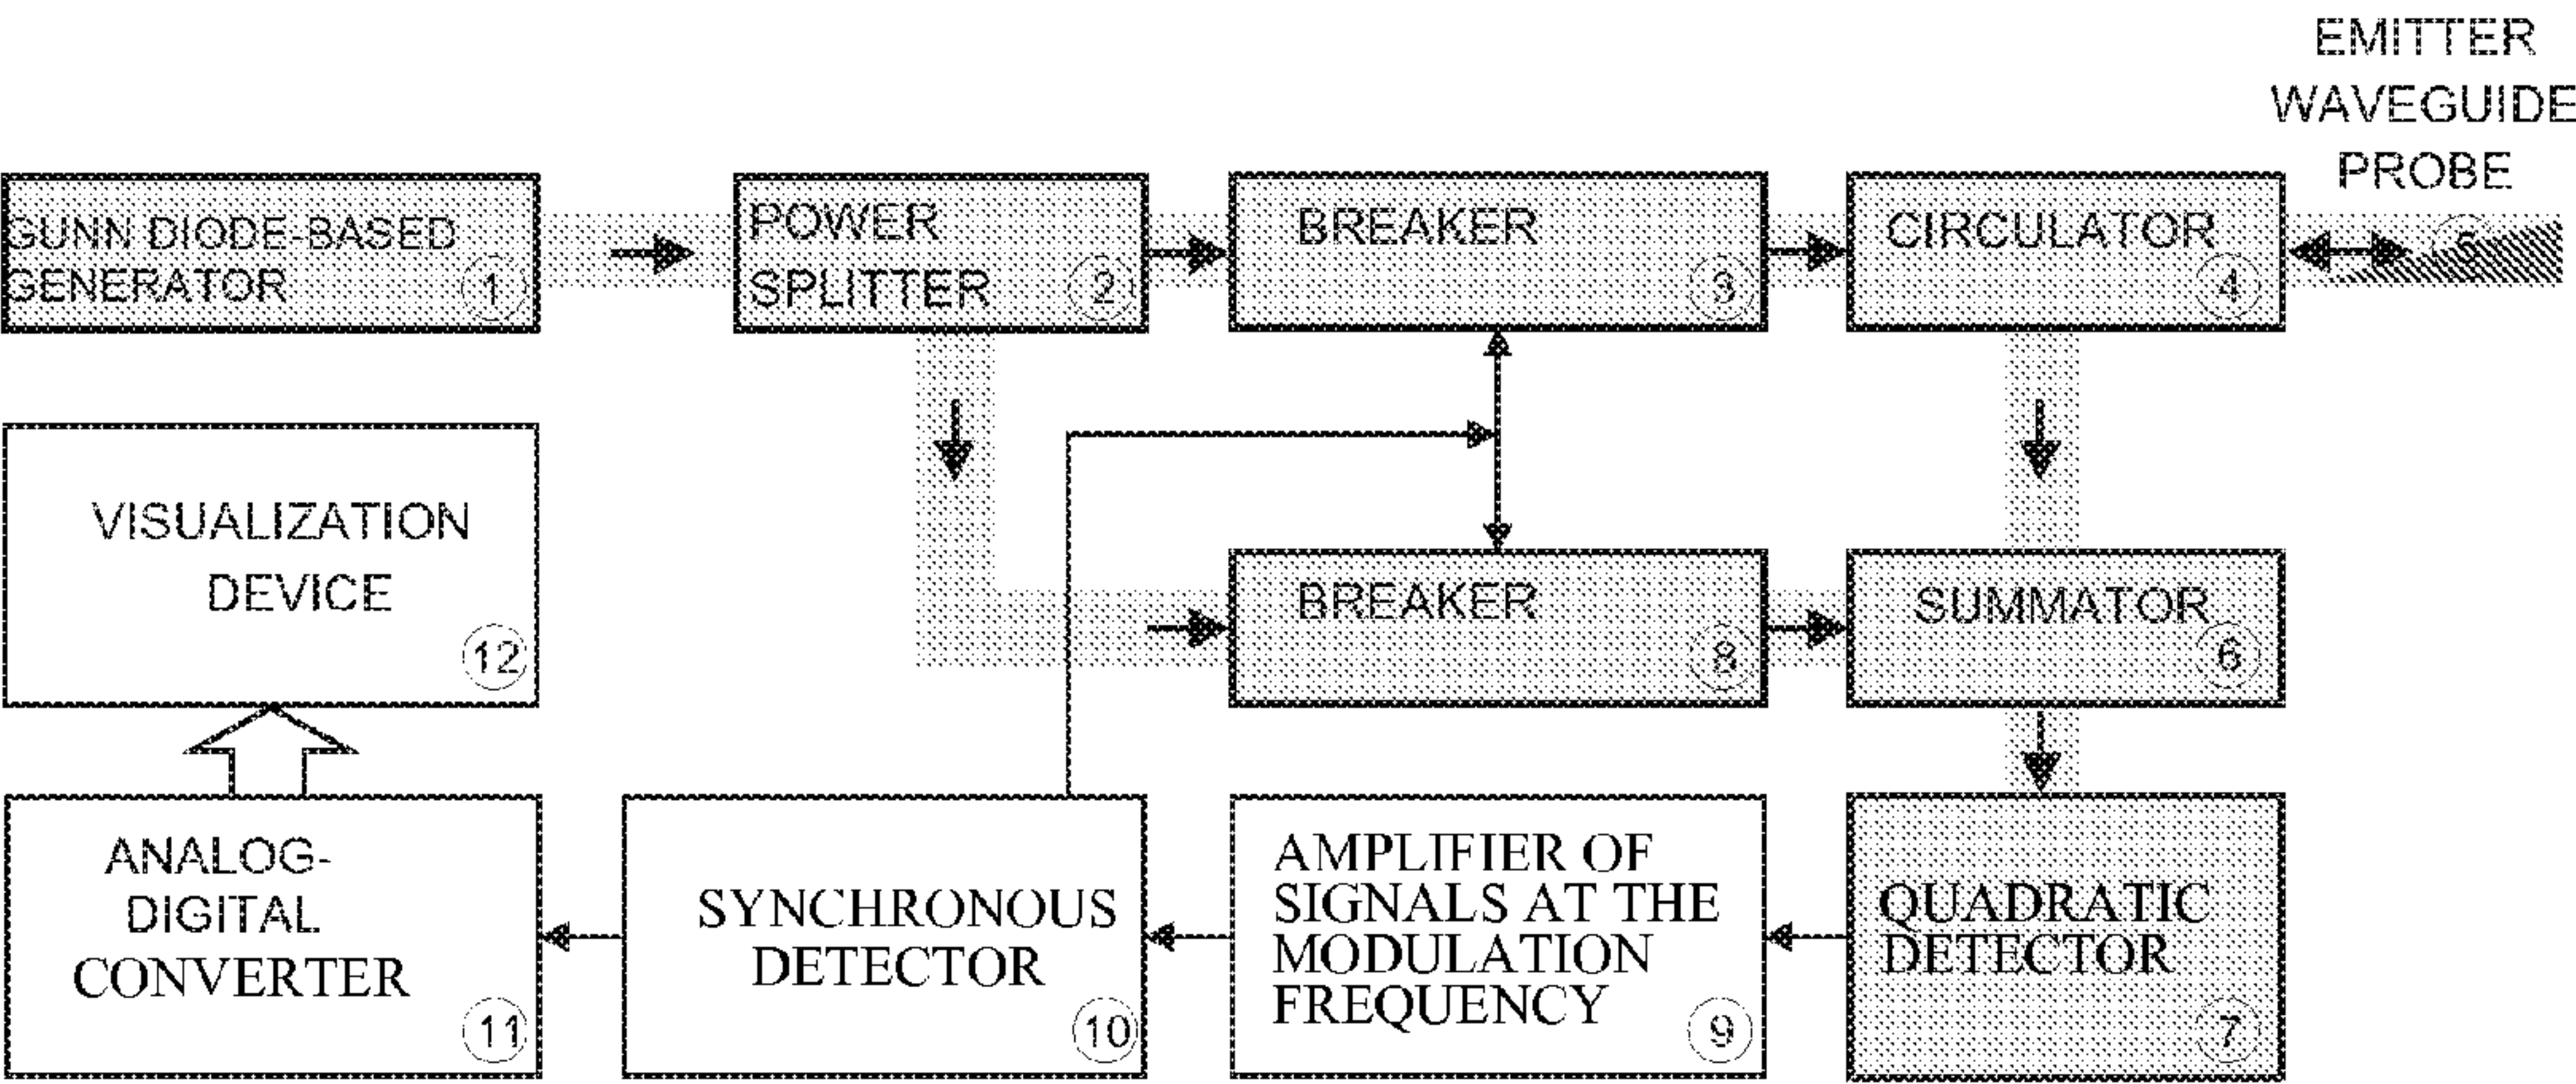 EMITTER
WAVEGUIDE
PROBE
5
GUNN DIODE-BASED
GENERATOR
1
POWER
SPLITTER
2
BREAKER
3
CIRCULATOR
4
VISUALIZATION
DEVICE
12
BREAKER
8
SUMMATOR
6
ANALOG-
DIGITAL
CONVERTER
11
SYNCHRONOUS
DETECTOR
10
AMPLIFIER OF
SIGNALS AT THE
MODULATION
FREQUENCY
9
QUADRATIC
DETECTOR
7